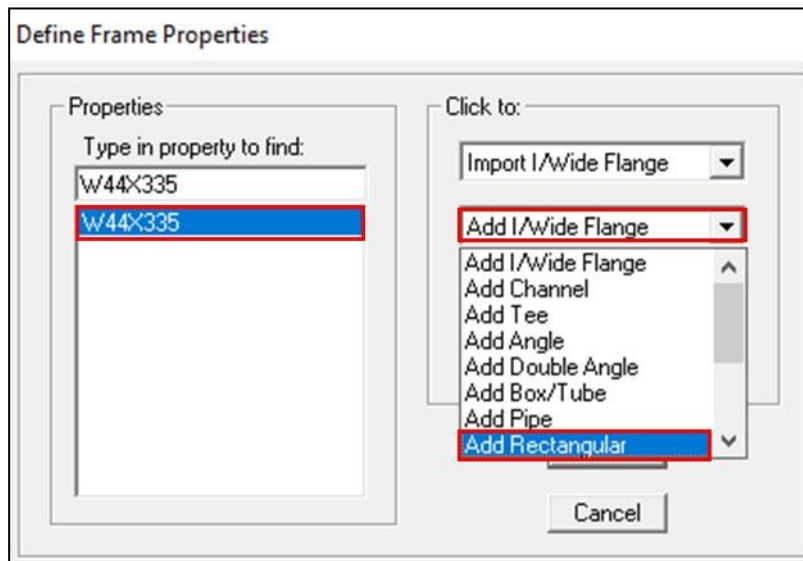 Define Frame Properties
Properties
Type in property to find:
W44X335
W44X335
Click to:
Import I/Wide Flange
Add I/Wide Flange
Add I/Wide Flange
Add Channel
Add Tee
Add Angle
Add Double Angle
Add Box/Tube
Add Pipe
Add Rectangular
Cancel